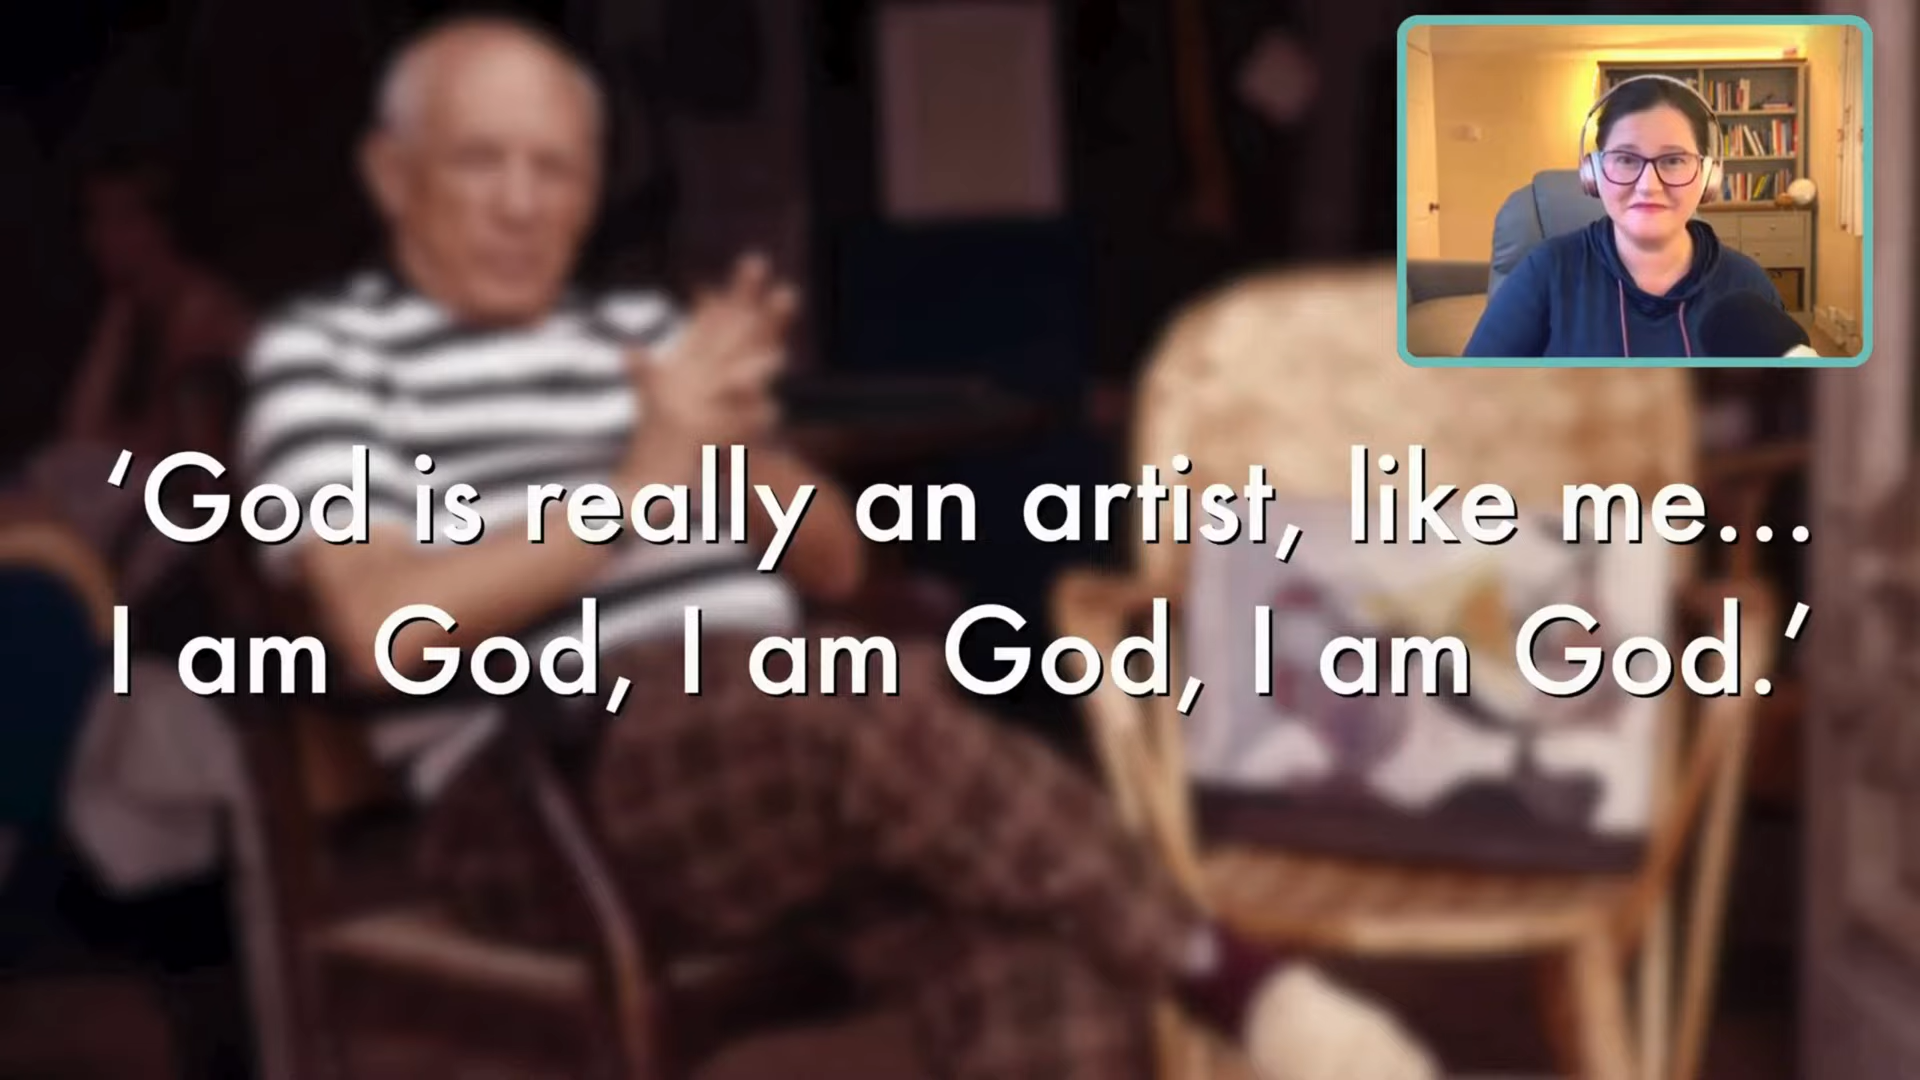 ‘God is really an artist, like me...
I am God, I am God, I am God.’